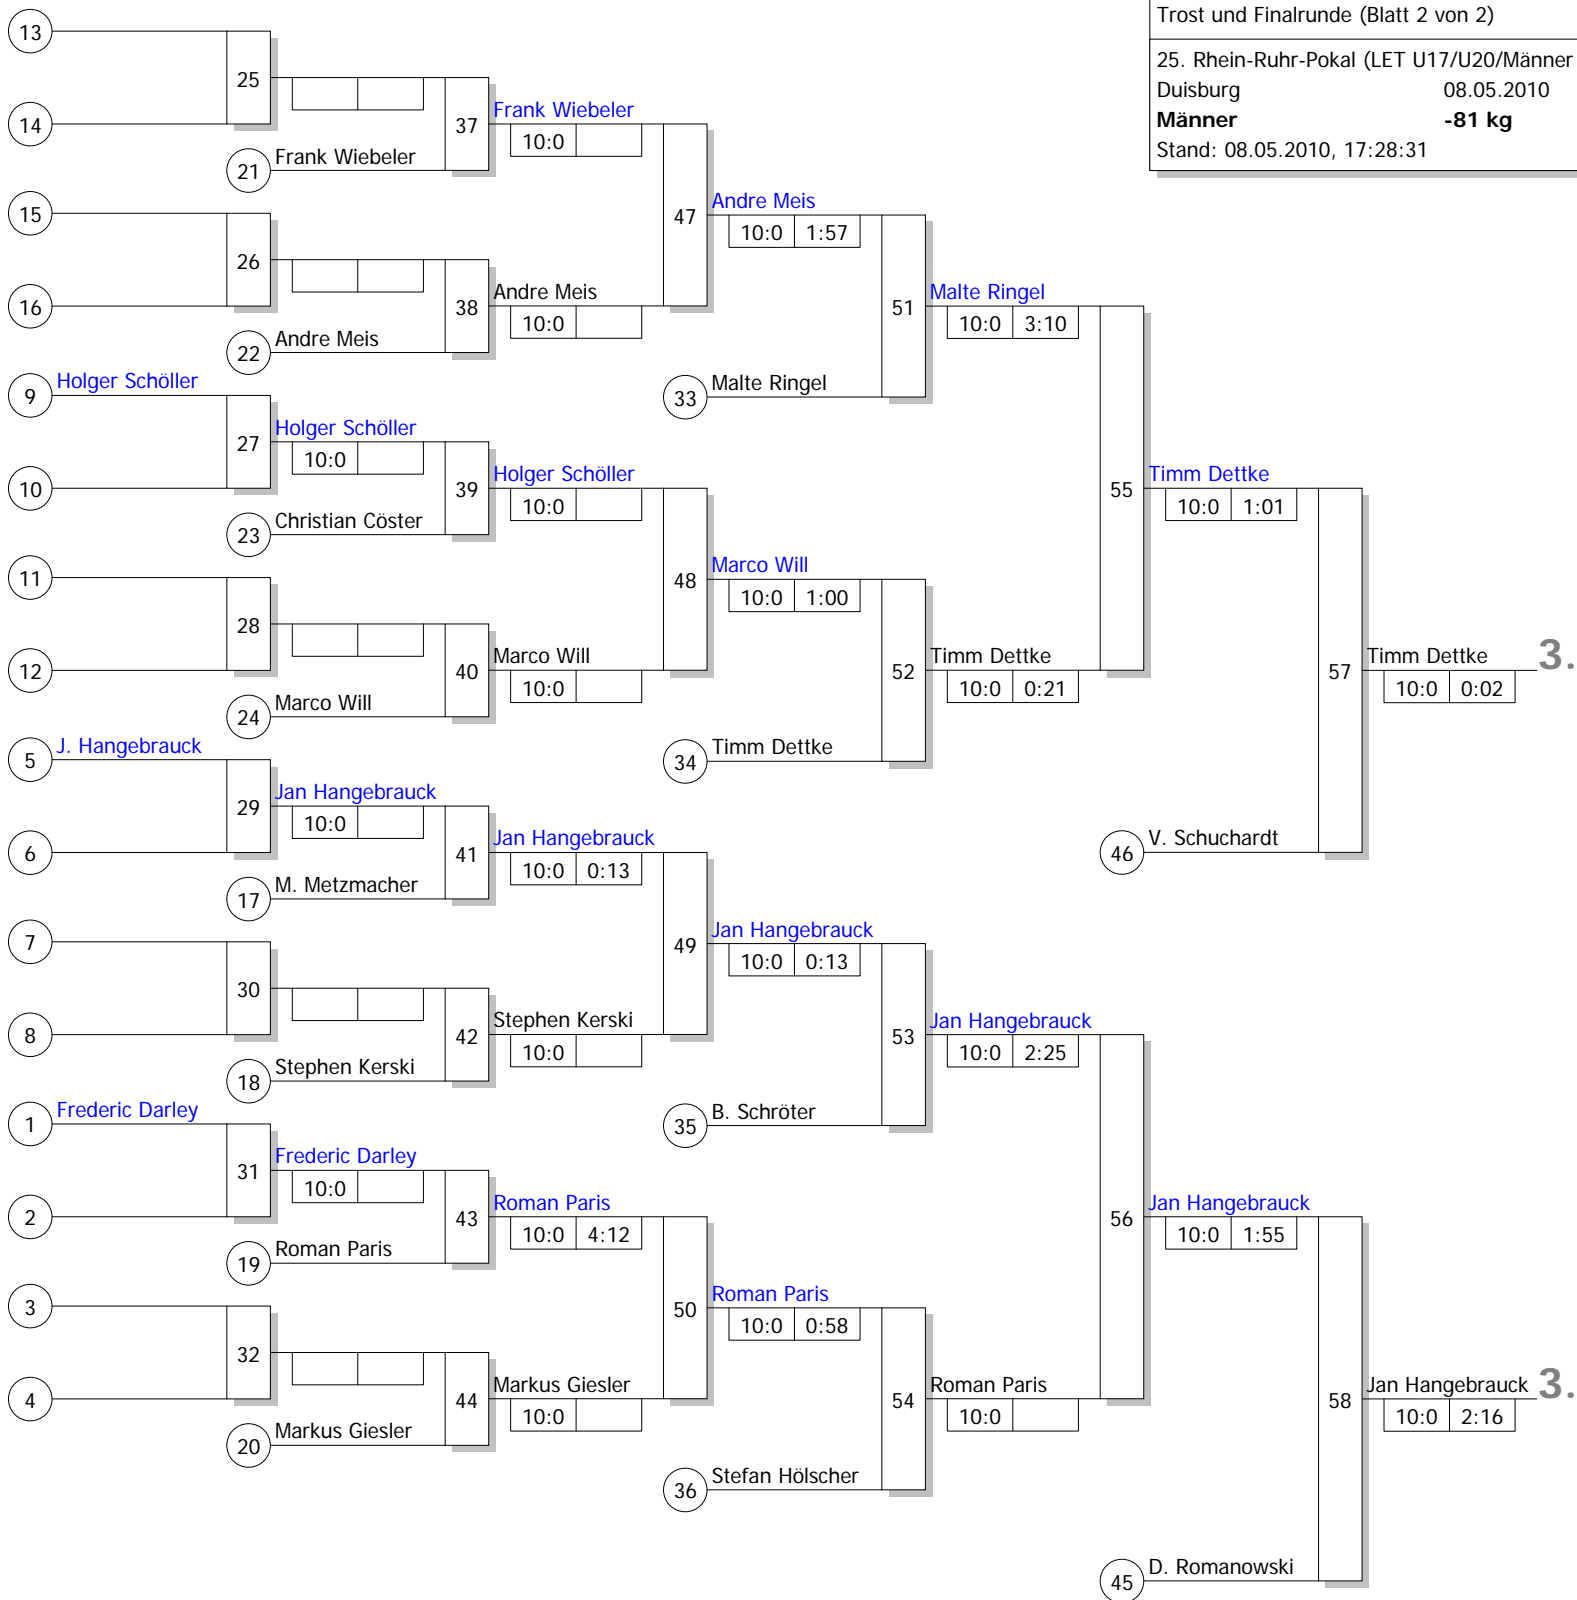 Trost und Finalrunde (Blatt 2 von 2)
25. Rhein-Ruhr-Pokal (LET U17/U20/Männer
Duisburg 08.05.2010
Männer -81 kg
Stand: 08.05.2010, 17:28:31
13
25
14
37
Frank Wiebeler
10:0
21 Frank Wiebeler
15
47
Andre Meis
10:0 1:57
26
16
38
Andre Meis
10:0
22 Andre Meis
51
Malte Ringel
10:0 3:10
33 Malte Ringel
9 Holger Schöller
27
Holger Schöller
10:0
10
39
Holger Schöller
10:0
23 Christian Cöster
55
Timm Dettke
10:0 1:01
11
48
Marco Will
10:0 1:00
28
12
40
Marco Will
10:0
24 Marco Will
52
Timm Dettke
10:0 0:21
34 Timm Dettke
57
Timm Dettke
10:0 0:02
3.
5 J. Hangebrauck
29
Jan Hangebrauck
10:0
6
41
Jan Hangebrauck
10:0 0:13
17 M. Metzmacher
46 V. Schuchardt
7
49
Jan Hangebrauck
10:0 0:13
30
8
42
Stephen Kerski
10:0
18 Stephen Kerski
53
Jan Hangebrauck
10:0 2:25
35 B. Schröter
1 Frederic Darley
31
Frederic Darley
10:0
2
43
Roman Paris
10:0 4:12
19 Roman Paris
56
Jan Hangebrauck
10:0 1:55
3
50
Roman Paris
10:0 0:58
32
4
44
Markus Giesler
10:0
20 Markus Giesler
54
Roman Paris
10:0
36 Stefan Hölscher
58
Jan Hangebrauck
10:0 2:16
3.
45 D. Romanowski